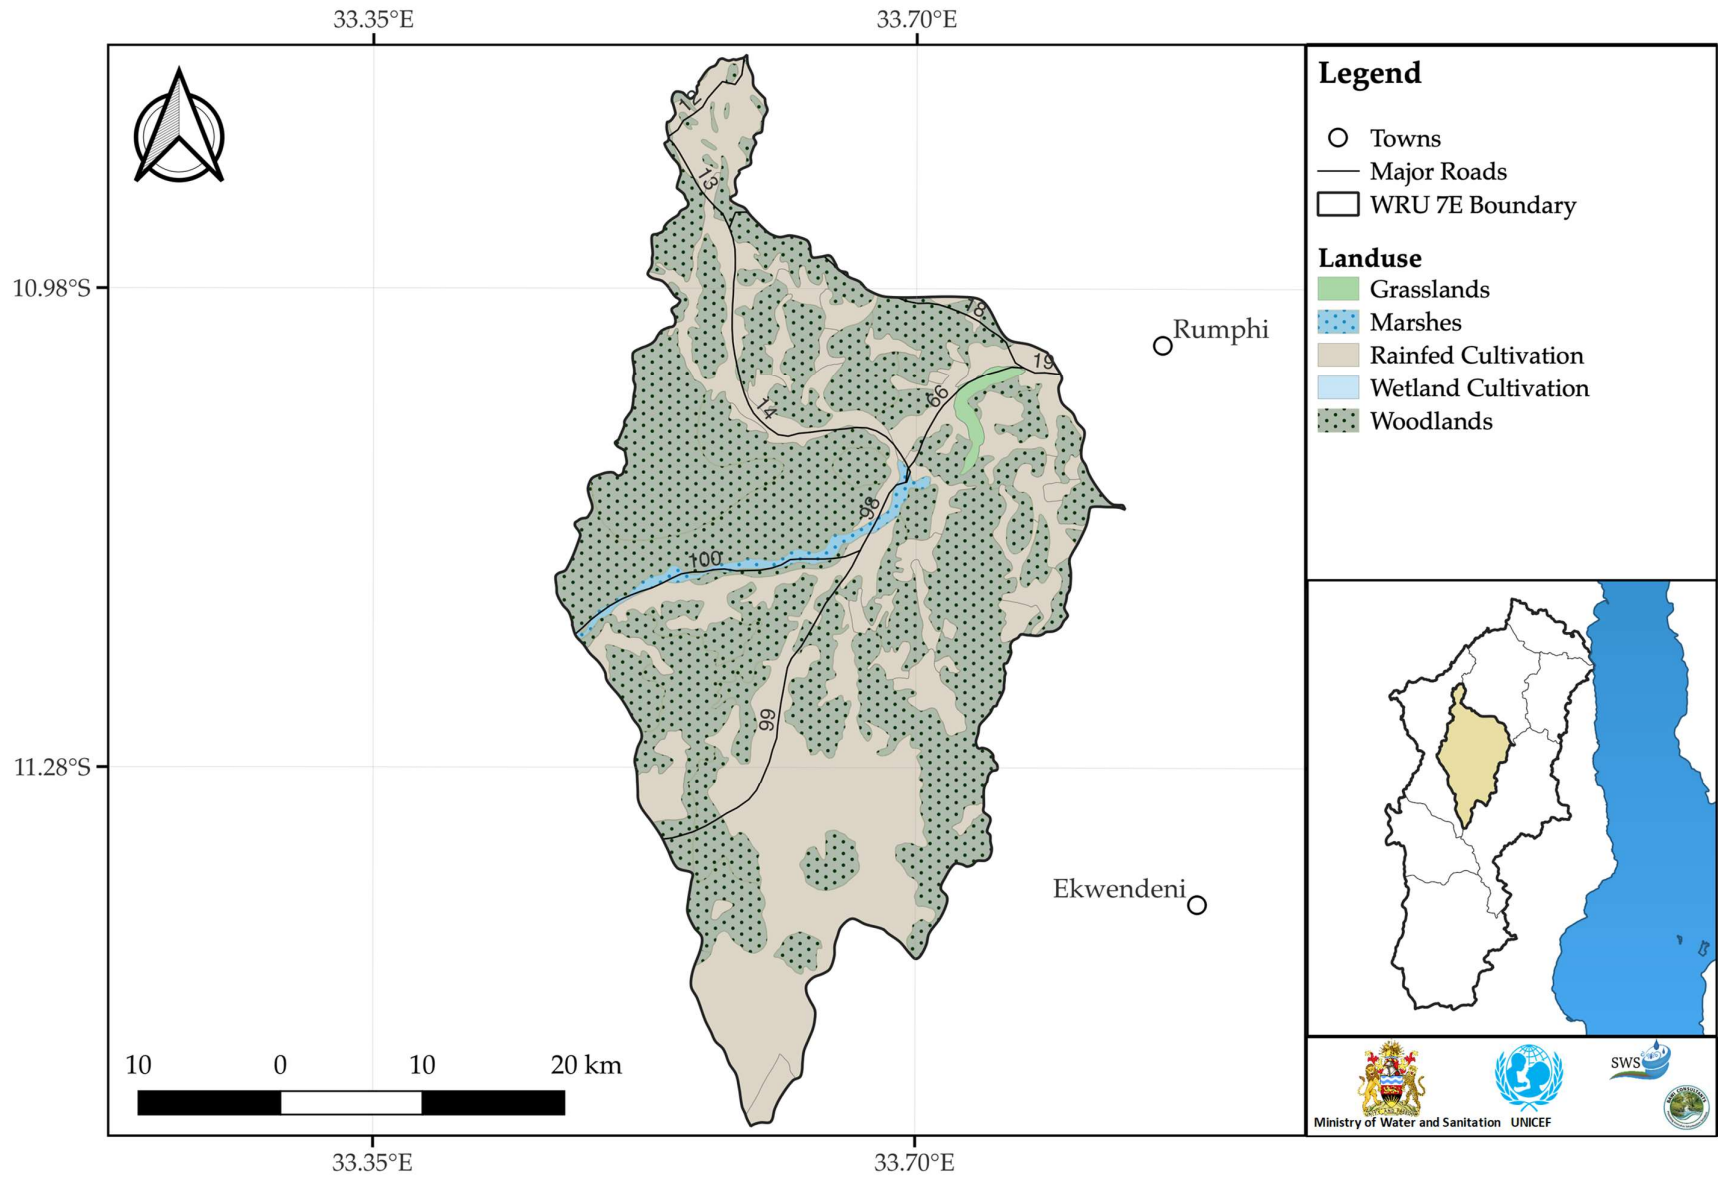 33.35°E 33.70°E
Legend
Towns
Major Roads
WRU 7E Boundary
Landuse
Grasslands
Marshes
Rainfed Cultivation
Wetland Cultivation
Woodlands
12
13
10.98°S
18
Rumphi
19
66
14
98
100
99
11.28°S
Ekwendeni
10 0 10 20 km
SWS
Ministry of Water and Sanitation UNICEF
33.35°E 33.70°E